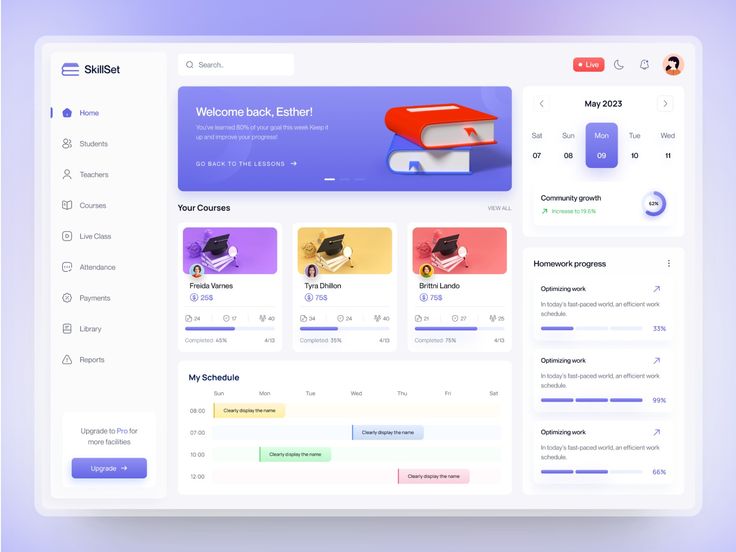 SkillSet
Home
Students
Teachers
Courses
Live Class
Attendance
Payments
Library
Reports
Upgrade to Pro for
more facilities
Upgrade
Search..
Live
Welcome back, Esther!
You've learned 80% of your goal this week Keep it
up and improve your progress!
GO BACK TO THE LESSONS
Your Courses
VIEW ALL
Freida Varnes
25$
24 17 40
Completed: 45% 4/13
Tyra Dhillon
75$
34 24 40
Completed: 35% 4/13
Brittni Lando
75$
21 27 25
Completed: 75% 4/13
My Schedule
Sun Mon Tue Wed Thu Fri Sat
08:00 Clearly display the name
07:00 Clearly display the name
10:00 Clearly display the name
12:00 Clearly display the name
May 2023
Sat Sun Mon Tue Wed
07 08 09 10 11
Community growth
Increase to 19.6%
62%
Homework progress
Optimizing work
In today's fast-paced world, an efficient work
schedule.
33%
Optimizing work
In today's fast-paced world, an efficient work
schedule.
99%
Optimizing work
In today's fast-paced world, an efficient work
schedule.
66%